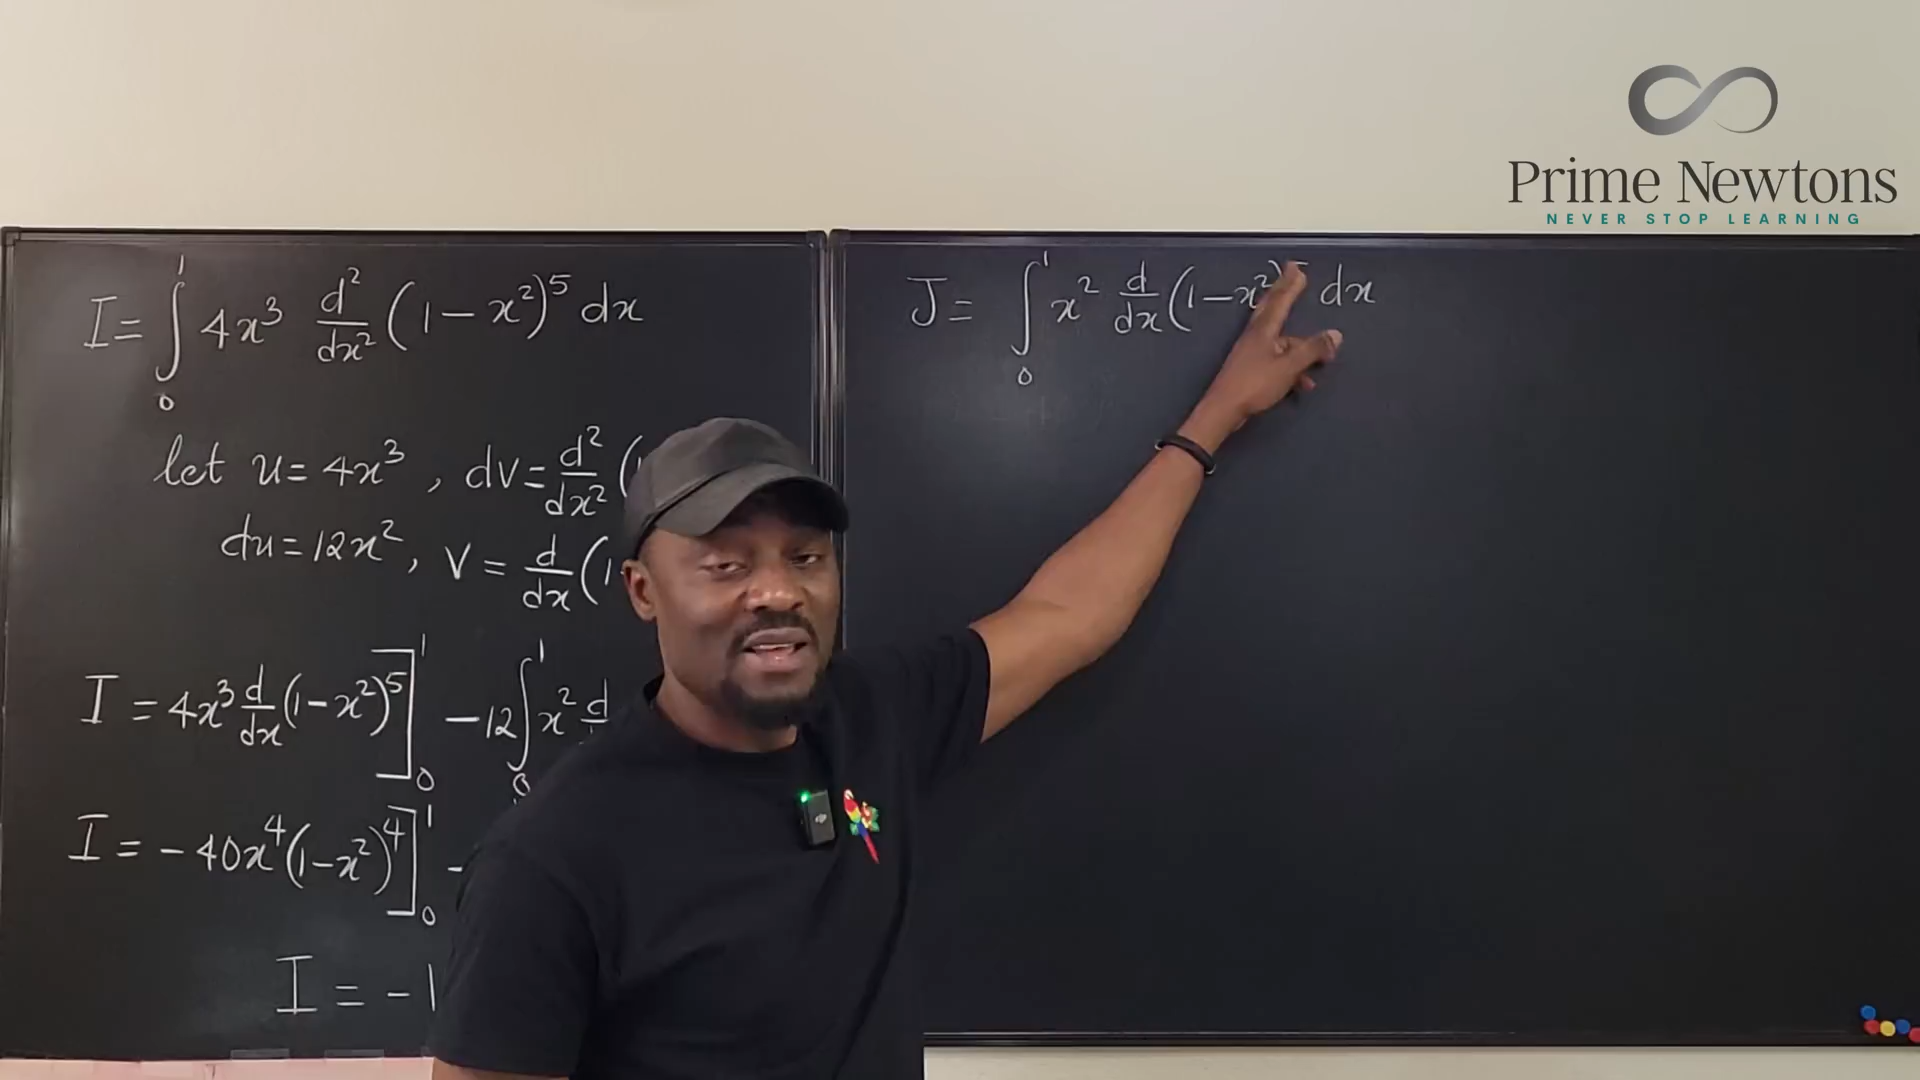 Prime Newtons
NEVER STOP LEARNING
I = ∫₀¹ 4x³ d²/dx² (1 - x²)⁵ dx
let u = 4x³, dv = d²/dx² (
du = 12x², v = d/dx (1-
I = 4x³ d/dx (1-x²)⁵]₀¹ - 12 ∫₀¹ x² d
I = -40x⁴(1-x²)⁴]₀¹ -
I = -1
J = ∫₀¹ x² d/dx (1-x²) dx